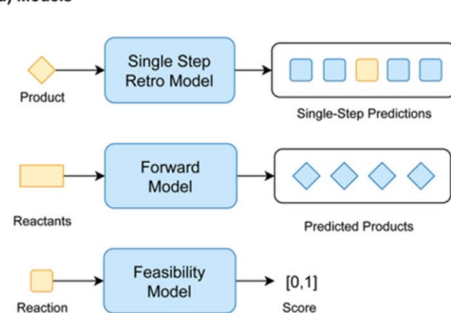 Models
Single Step
Retro Model
Product
Single-Step Predictions
Forward
Model
Reactants
Predicted Products
Feasibility
Model
[0,1]
Reaction
Score